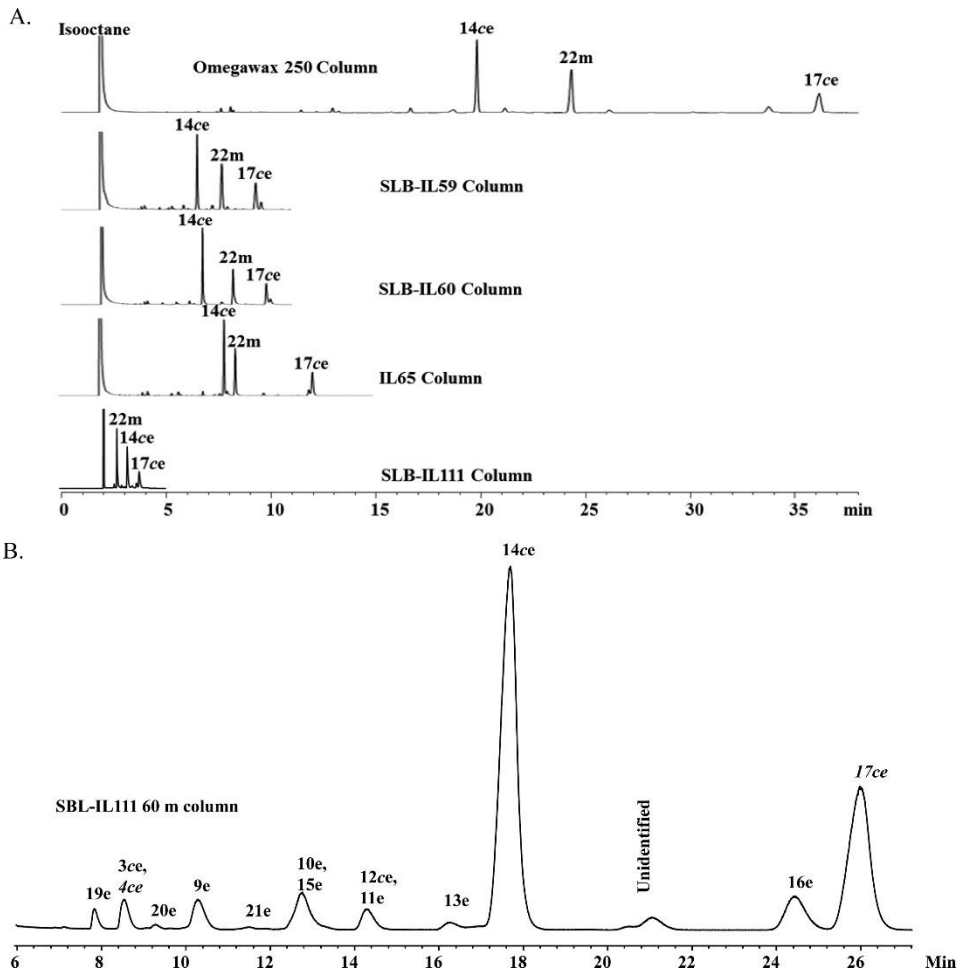 A.
Isooctane
14ce
Omegawax 250 Column
22m
17ce
14ce
22m
17ce
SLB-IL59 Column
14ce
22m
17ce
SLB-IL60 Column
14ce
22m
17ce
IL65 Column
22m
14ce
17ce
SLB-IL111 Column
0 5 10 15 20 25 30 35 min
B.
14ce
17ce
SBL-IL111 60 m column
Unidentified
19e
3ce,
4ce
20e
9e
21e
10e,
15e
12ce,
11e
13e
16e
6 8 10 12 14 16 18 20 22 24 26 Min